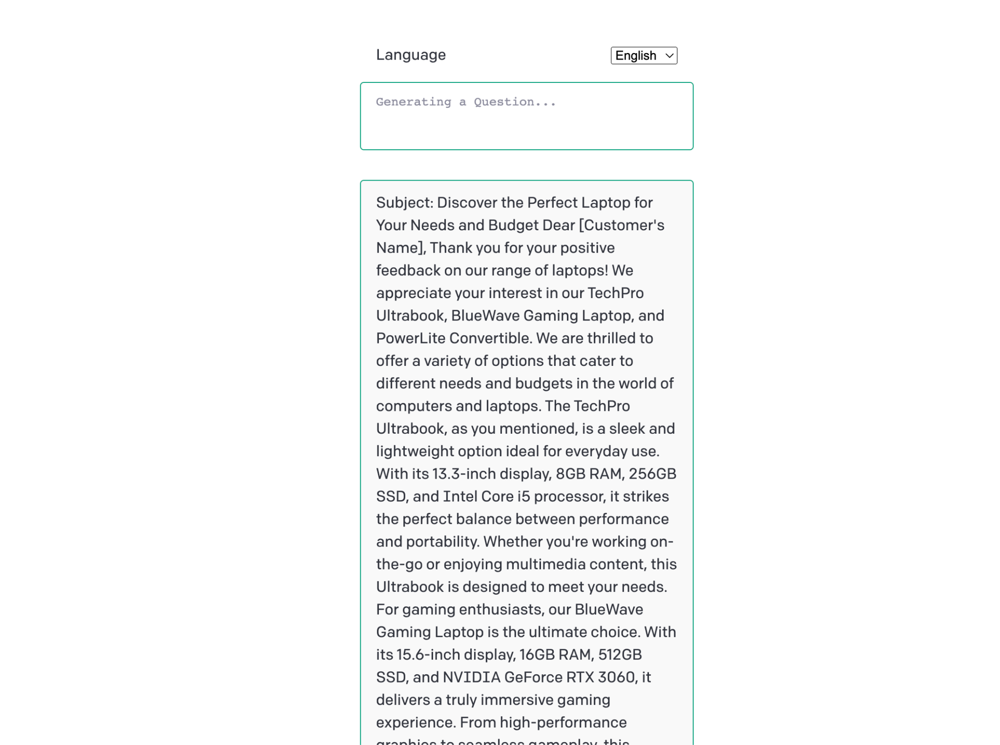 Language
English
Generating a Question...
Subject: Discover the Perfect Laptop for
Your Needs and Budget Dear [Customer's
Name], Thank you for your positive
feedback on our range of laptops! We
appreciate your interest in our TechPro
Ultrabook, BlueWave Gaming Laptop, and
PowerLite Convertible. We are thrilled to
offer a variety of options that cater to
different needs and budgets in the world of
computers and laptops. The TechPro
Ultrabook, as you mentioned, is a sleek and
lightweight option ideal for everyday use.
With its 13.3-inch display, 8GB RAM, 256GB
SSD, and Intel Core i5 processor, it strikes
the perfect balance between performance
and portability. Whether you're working on-
the-go or enjoying multimedia content, this
Ultrabook is designed to meet your needs.
For gaming enthusiasts, our BlueWave
Gaming Laptop is the ultimate choice. With
its 15.6-inch display, 16GB RAM, 512GB
SSD, and NVIDIA GeForce RTX 3060, it
delivers a truly immersive gaming
experience. From high-performance
graphics to seamless gameplay, this